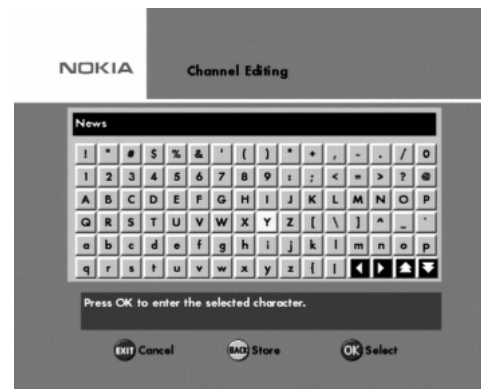 NOKIA
Channel Editing
News
! " # $ % & ' ( ) * + , - . / 0
1 2 3 4 5 6 7 8 9 : ; < = > ? @
A B C D E F G H I J K L M N O P
Q R S T U V W X Y Z [ \ ] ^ _ `
a b c d e f g h i j k l m n o p
q r s t u v w x y z { |
Press OK to enter the selected character.
EXIT Cancel BACK Store OK Select